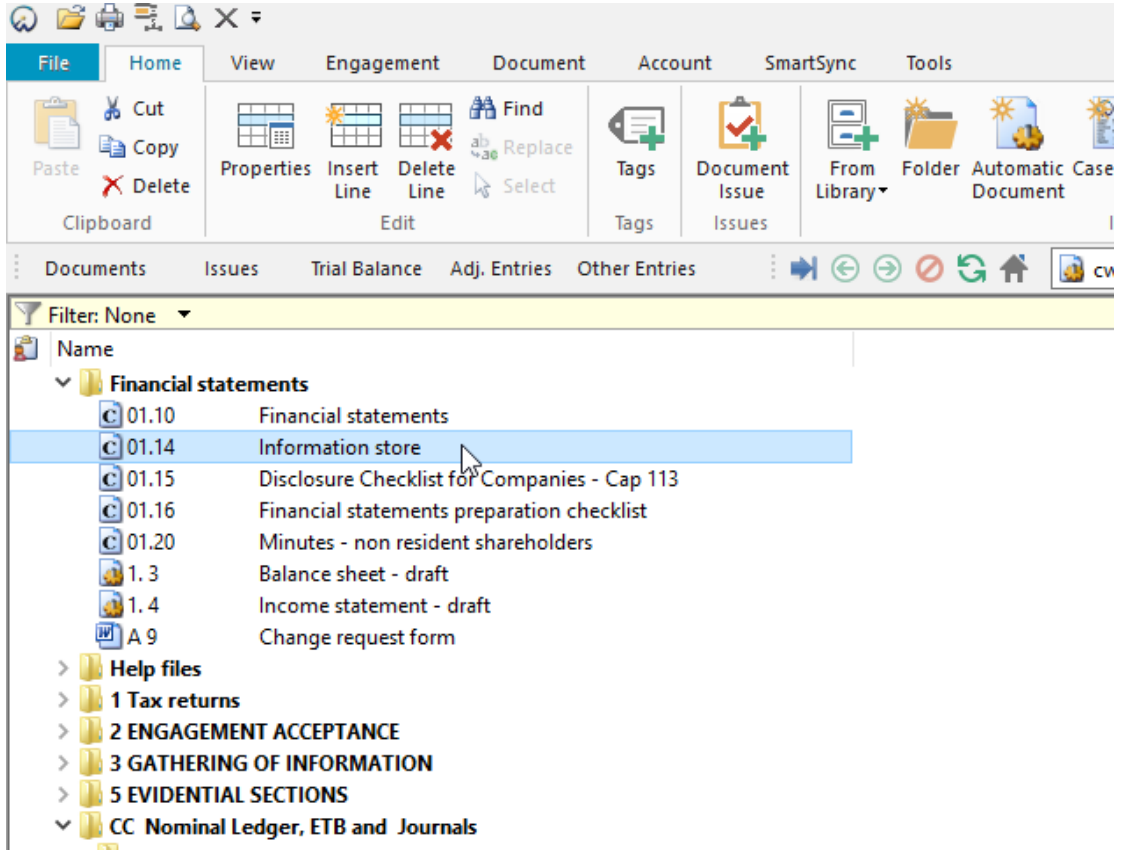 File Home View Engagement Document Account SmartSync Tools
Paste Cut Copy Delete Properties Insert Line Delete Line Find Replace Select Tags Document Issue From Library Folder Automatic Document Case
Clipboard Edit Tags Issues
Documents Issues Trial Balance Adj. Entries Other Entries cw
Filter: None
Name
Financial statements
01.10 Financial statements
01.14 Information store
01.15 Disclosure Checklist for Companies - Cap 113
01.16 Financial statements preparation checklist
01.20 Minutes - non resident shareholders
1. 3 Balance sheet - draft
1. 4 Income statement - draft
A 9 Change request form
Help files
1 Tax returns
2 ENGAGEMENT ACCEPTANCE
3 GATHERING OF INFORMATION
5 EVIDENTIAL SECTIONS
CC Nominal Ledger, ETB and Journals